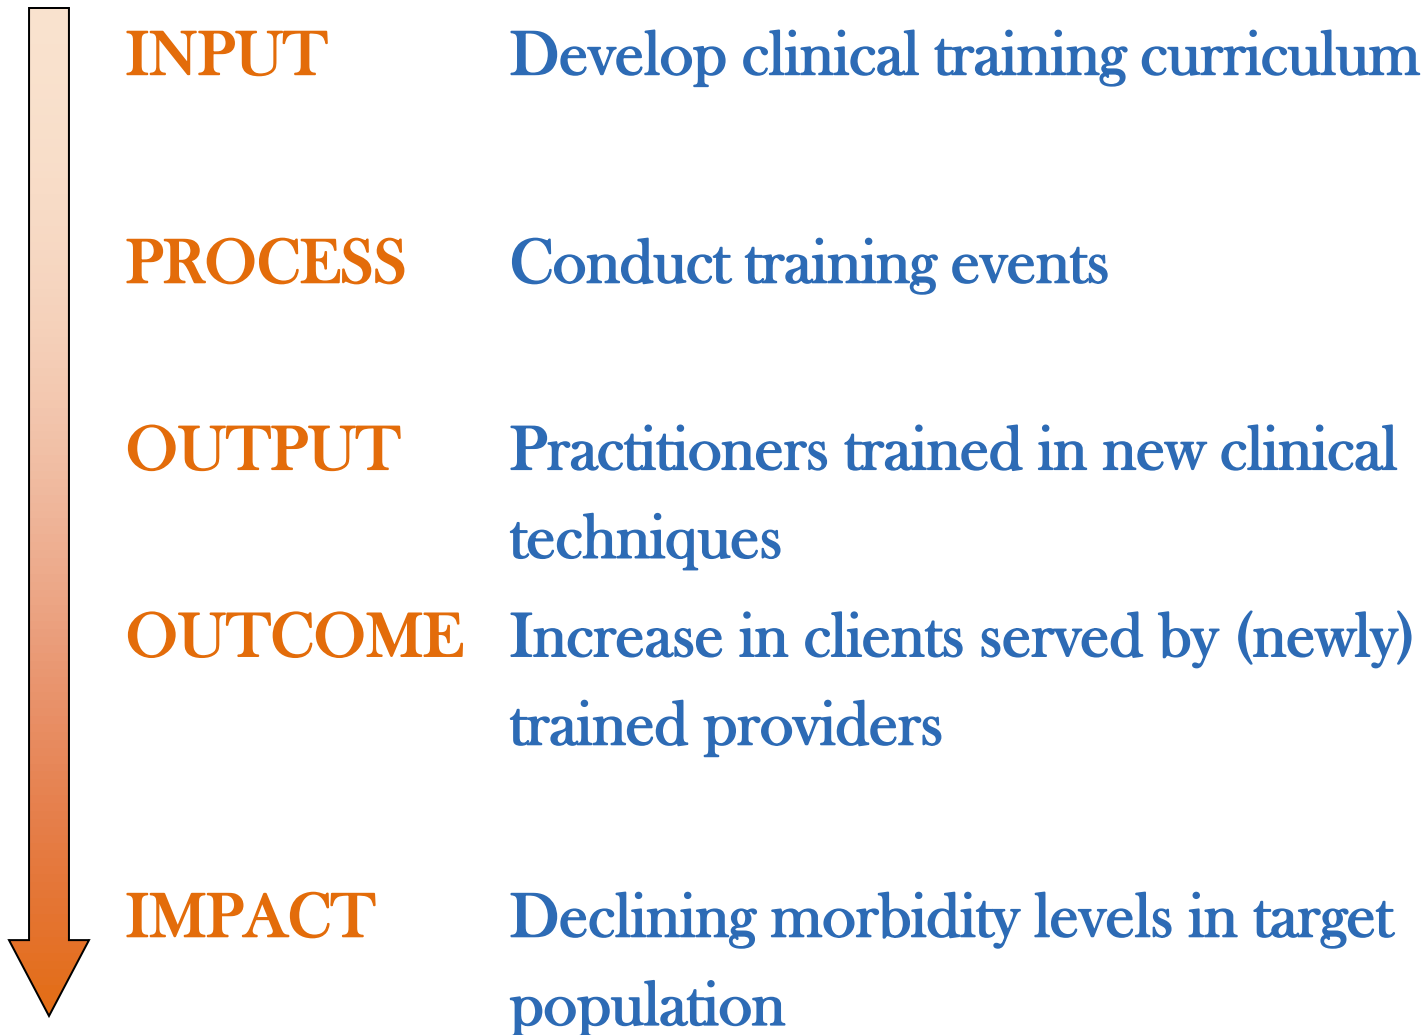 INPUT Develop clinical training curriculum
PROCESS Conduct training events
OUTPUT Practitioners trained in new clinical
techniques
OUTCOME Increase in clients served by (newly)
trained providers
IMPACT Declining morbidity levels in target
population